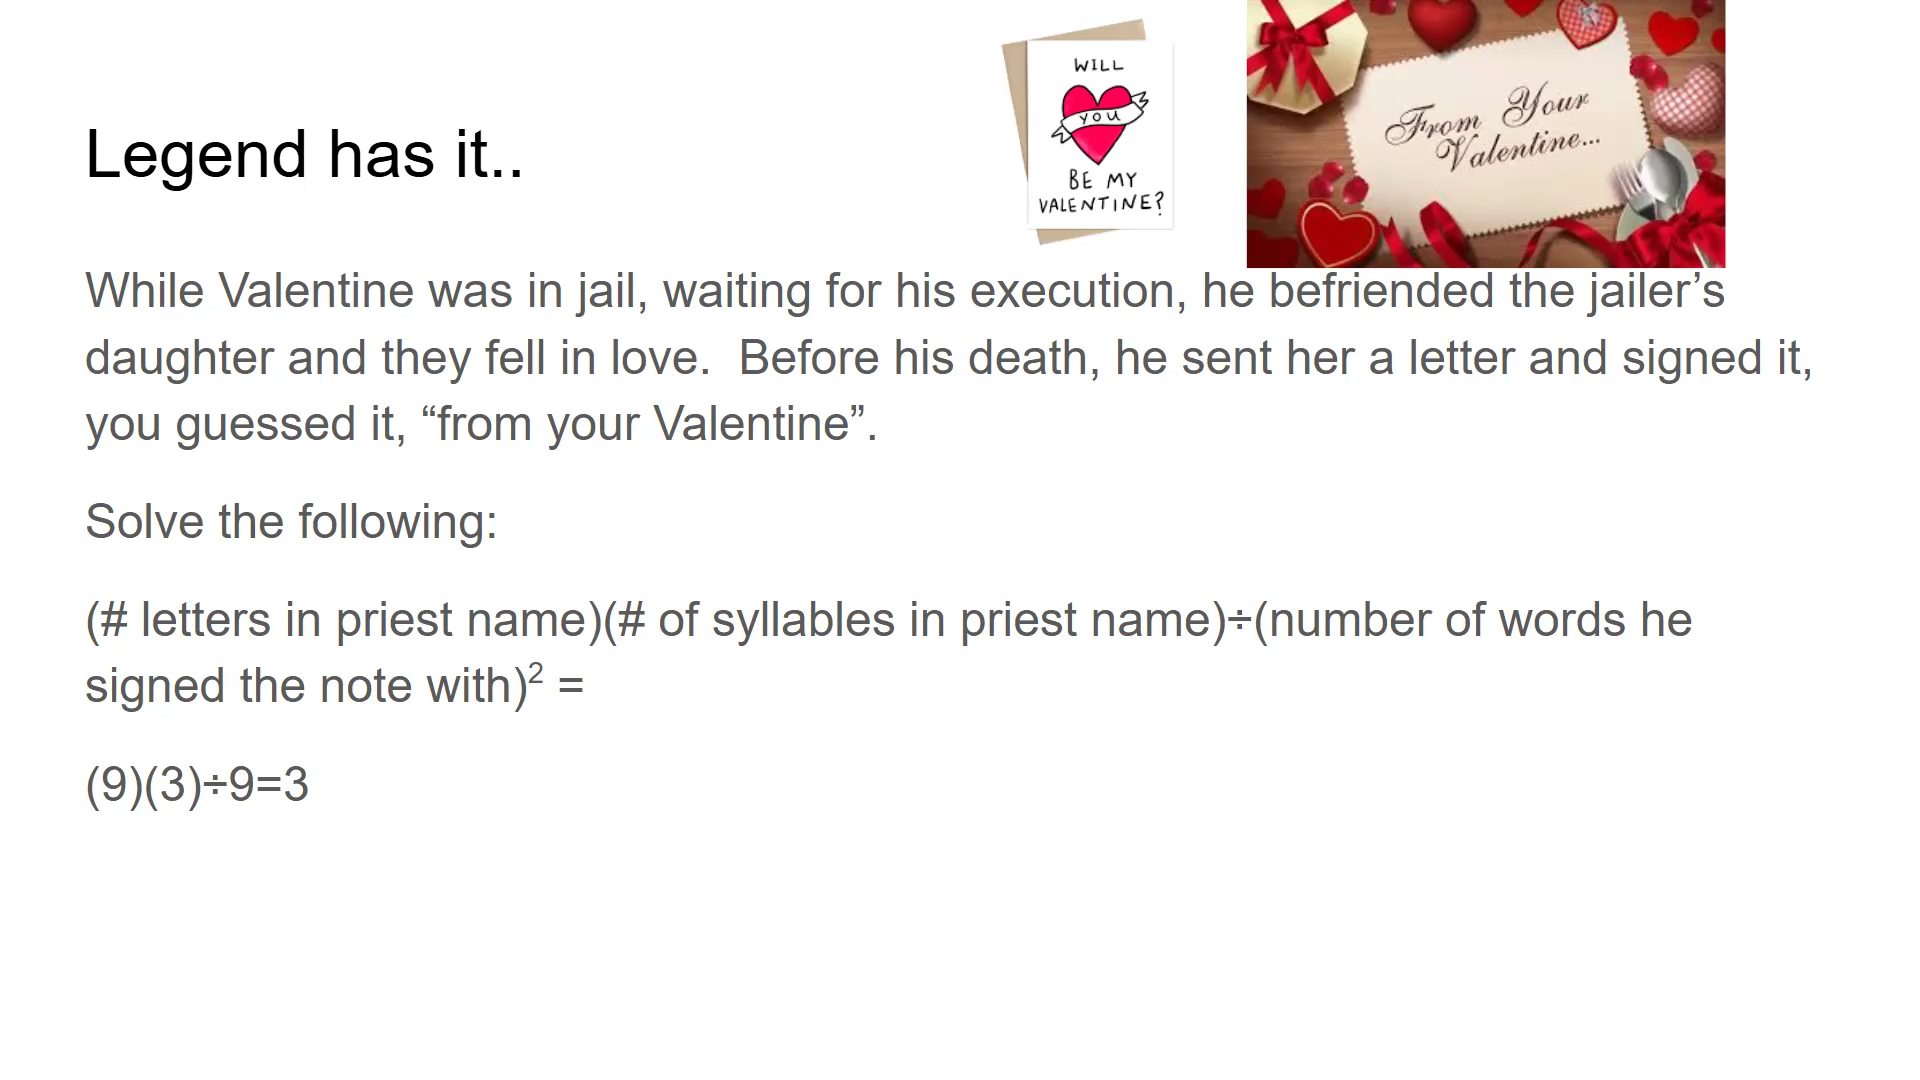 WILL
YOU
BE MY
VALENTINE?
From Your
Valentine...
Legend has it..
While Valentine was in jail, waiting for his execution, he befriended the jailer’s
daughter and they fell in love.  Before his death, he sent her a letter and signed it,
you guessed it, “from your Valentine”.
Solve the following:
(# letters in priest name)(# of syllables in priest name)÷(number of words he
signed the note with)² =
(9)(3)÷9=3